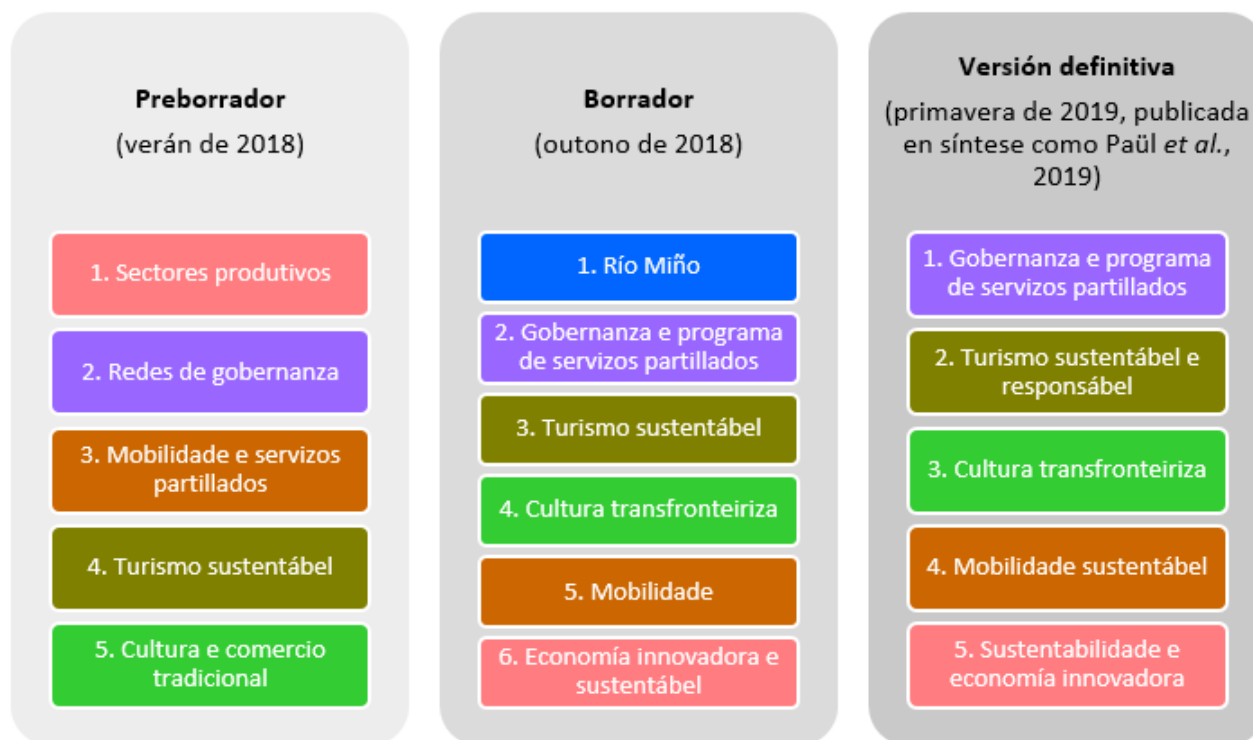 Preborrador
(verán de 2018)
1. Sectores produtivos
2. Redes de gobernanza
3. Mobilidade e servizos
partillados
4. Turismo sustentábel
5. Cultura e comercio
tradicional
Borrador
(outono de 2018)
1. Río Miño
2. Gobernanza e programa
de servizos partillados
3. Turismo sustentábel
4. Cultura transfronteiriza
5. Mobilidade
6. Economía innovadora e
sustentábel
Versión definitiva
(primavera de 2019, publicada
en síntese como Paül et al.,
2019)
1. Gobernanza e programa
de servizos partillados
2. Turismo sustentábel e
responsábel
3. Cultura transfronteiriza
4. Mobilidade sustentábel
5. Sustentabilidade e
economía innovadora